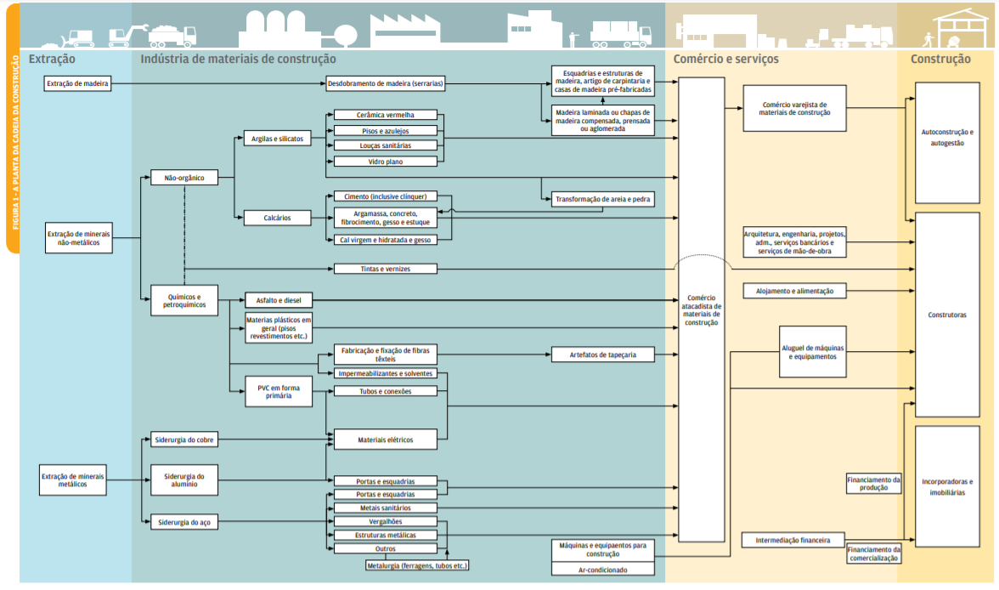 FIGURA 1 - A PLANTA DA CADEIA DA CONSTRUÇÃO
Extração
Indústria de materiais de construção
Comércio e serviços
Construção
Extração de madeira
Desdobramento de madeira (serrarias)
Esquadrias e estruturas de
madeira, artigo de carpintaria e
casas de madeira pré-fabricadas
Madeira laminada ou chapas de
madeira compensada, prensada
ou aglomerada
Extração de minerais
não-metálicos
Não-orgânico
Argilas e silicatos
Cerâmica vermelha
Pisos e azulejos
Louças sanitárias
Vidro plano
Transformação de areia e pedra
Calcários
Cimento (inclusive clínquer)
Argamassa, concreto,
fibrocimento, gesso e estuque
Cal virgem e hidratada e gesso
Tintas e vernizes
Químicos e
petroquímicos
Asfalto e diesel
Materias plásticos em
geral (pisos
revestimentos etc.)
Fabricação e fixação de fibras
têxteis
Artefatos de tapeçaria
Impermeabilizantes e solventes
PVC em forma
primária
Tubos e conexões
Materiais elétricos
Extração de minerais
metálicos
Siderurgia do cobre
Siderurgia do
alumínio
Siderurgia do aço
Portas e esquadrias
Portas e esquadrias
Metais sanitários
Vergalhões
Estruturas metálicas
Outros
Metalurgia (ferragens, tubos etc.)
Máquinas e equipaentos para
construção
Ar-condicionado
Comércio
atacadista de
materiais de
construção
Comércio varejista de
materiais de construção
Arquitetura, engenharia, projetos,
adm., serviços bancários e
serviços de mão-de-obra
Alojamento e alimentação
Aluguel de máquinas
e equipamentos
Financiamento da
produção
Intermediação financeira
Financiamento da
comercialização
Autoconstrução e
autogestão
Construtoras
Incorporadoras e
imobiliárias